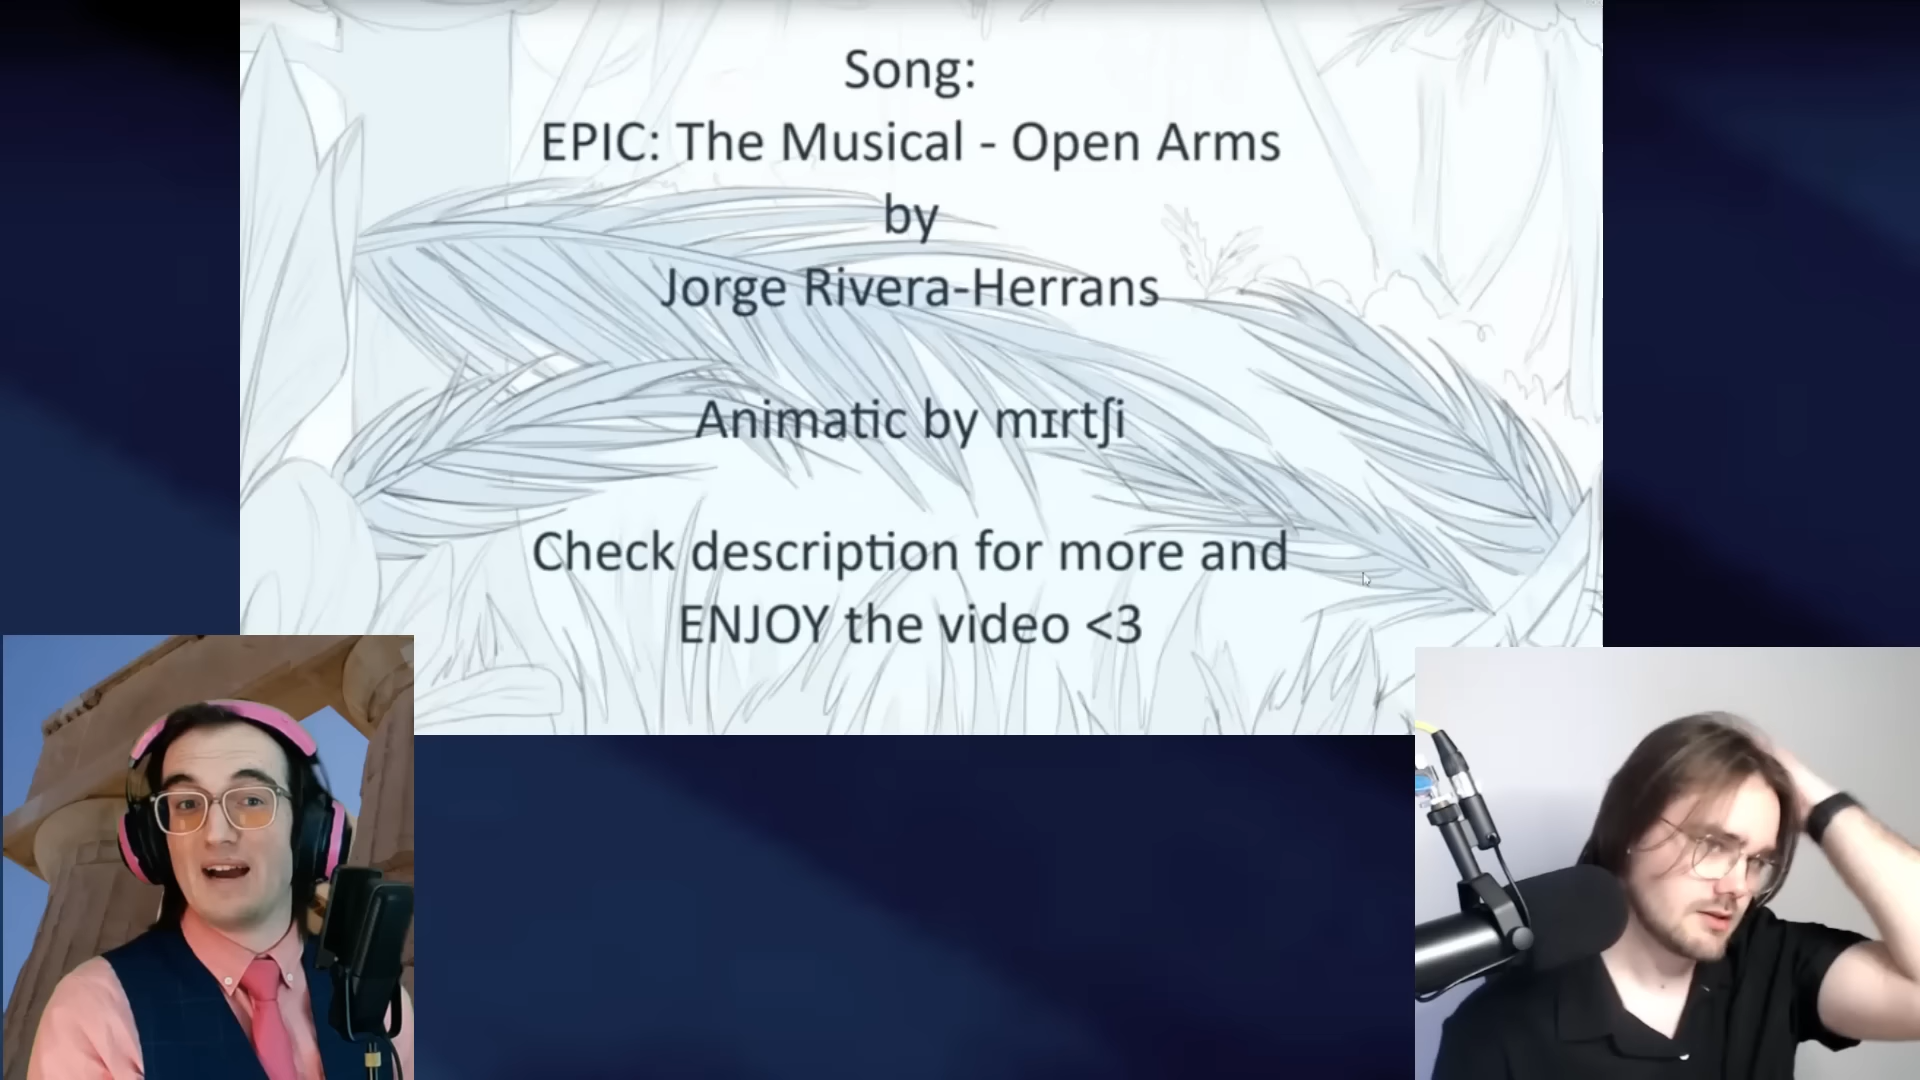 Song:
EPIC: The Musical - Open Arms
by
Jorge Rivera-Herrans
Animatic by mɪrtʃi
Check description for more and
ENJOY the video <3